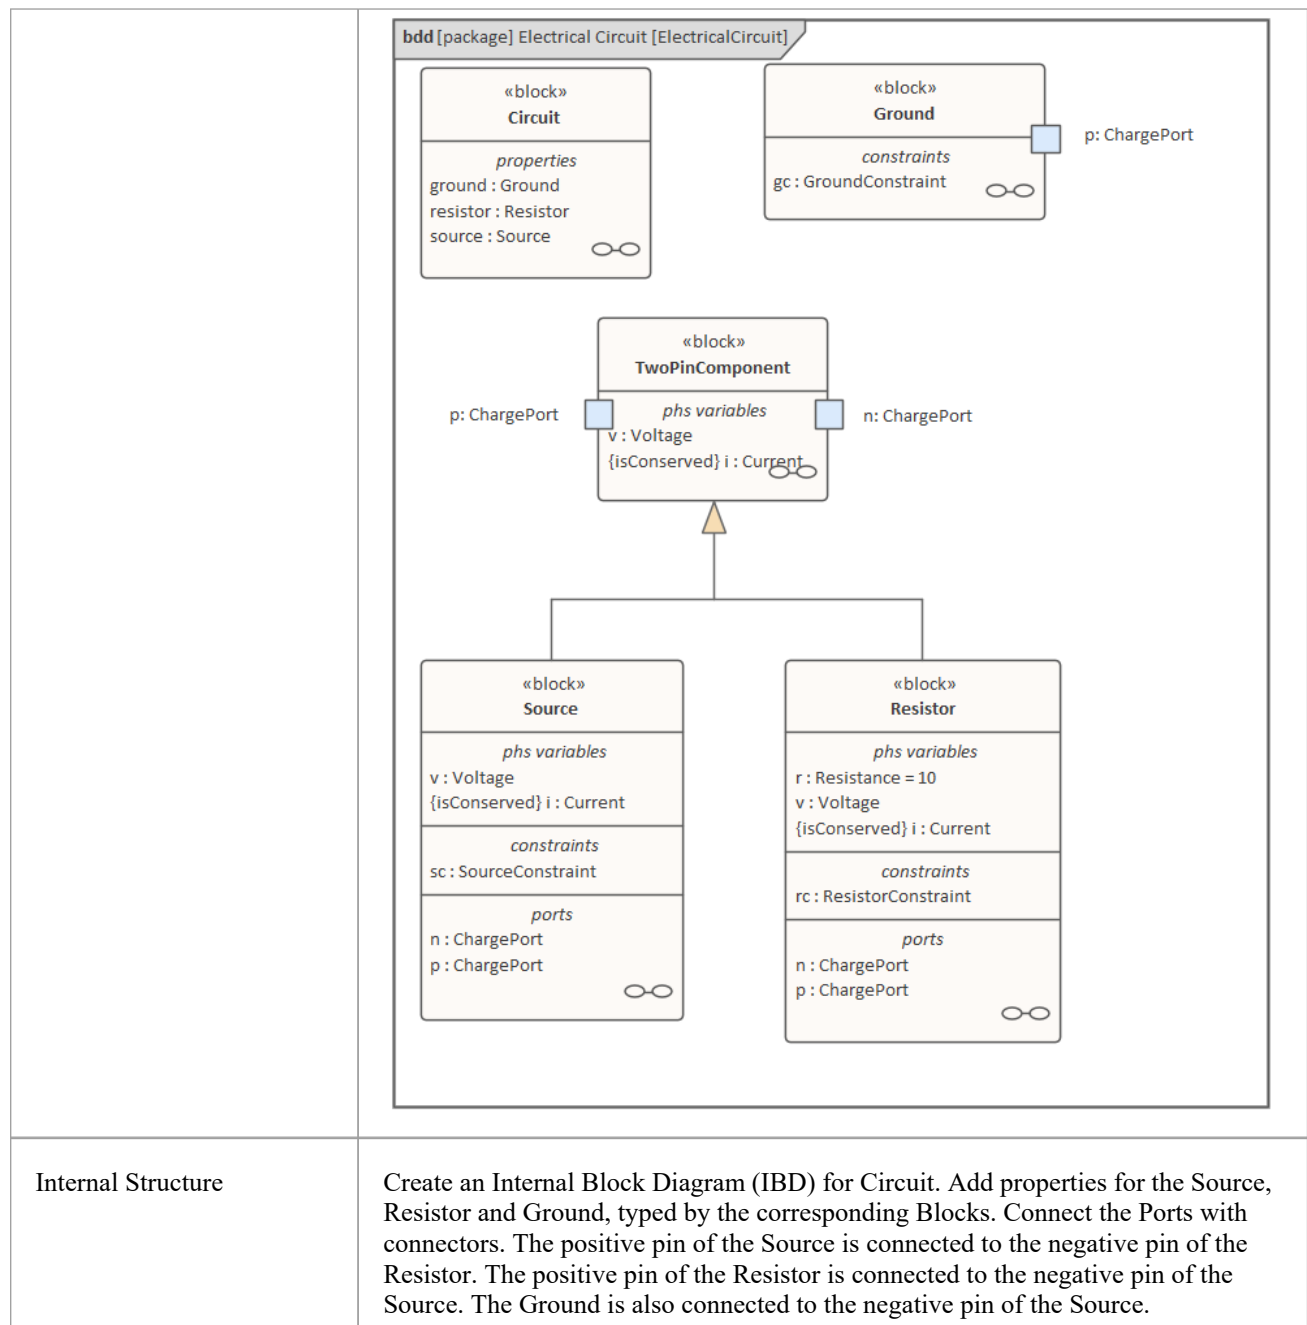 bdd [package] Electrical Circuit [ElectricalCircuit]
«block»
Circuit
properties
ground : Ground
resistor : Resistor
source : Source
«block»
Ground
constraints
gc : GroundConstraint
p: ChargePort
«block»
TwoPinComponent
phs variables
v : Voltage
{isConserved} i : Current
p: ChargePort
n: ChargePort
«block»
Source
phs variables
v : Voltage
{isConserved} i : Current
constraints
sc : SourceConstraint
ports
n : ChargePort
p : ChargePort
«block»
Resistor
phs variables
r : Resistance = 10
v : Voltage
{isConserved} i : Current
constraints
rc : ResistorConstraint
ports
n : ChargePort
p : ChargePort
Internal Structure
Create an Internal Block Diagram (IBD) for Circuit. Add properties for the Source,
Resistor and Ground, typed by the corresponding Blocks. Connect the Ports with
connectors. The positive pin of the Source is connected to the negative pin of the
Resistor. The positive pin of the Resistor is connected to the negative pin of the
Source. The Ground is also connected to the negative pin of the Source.